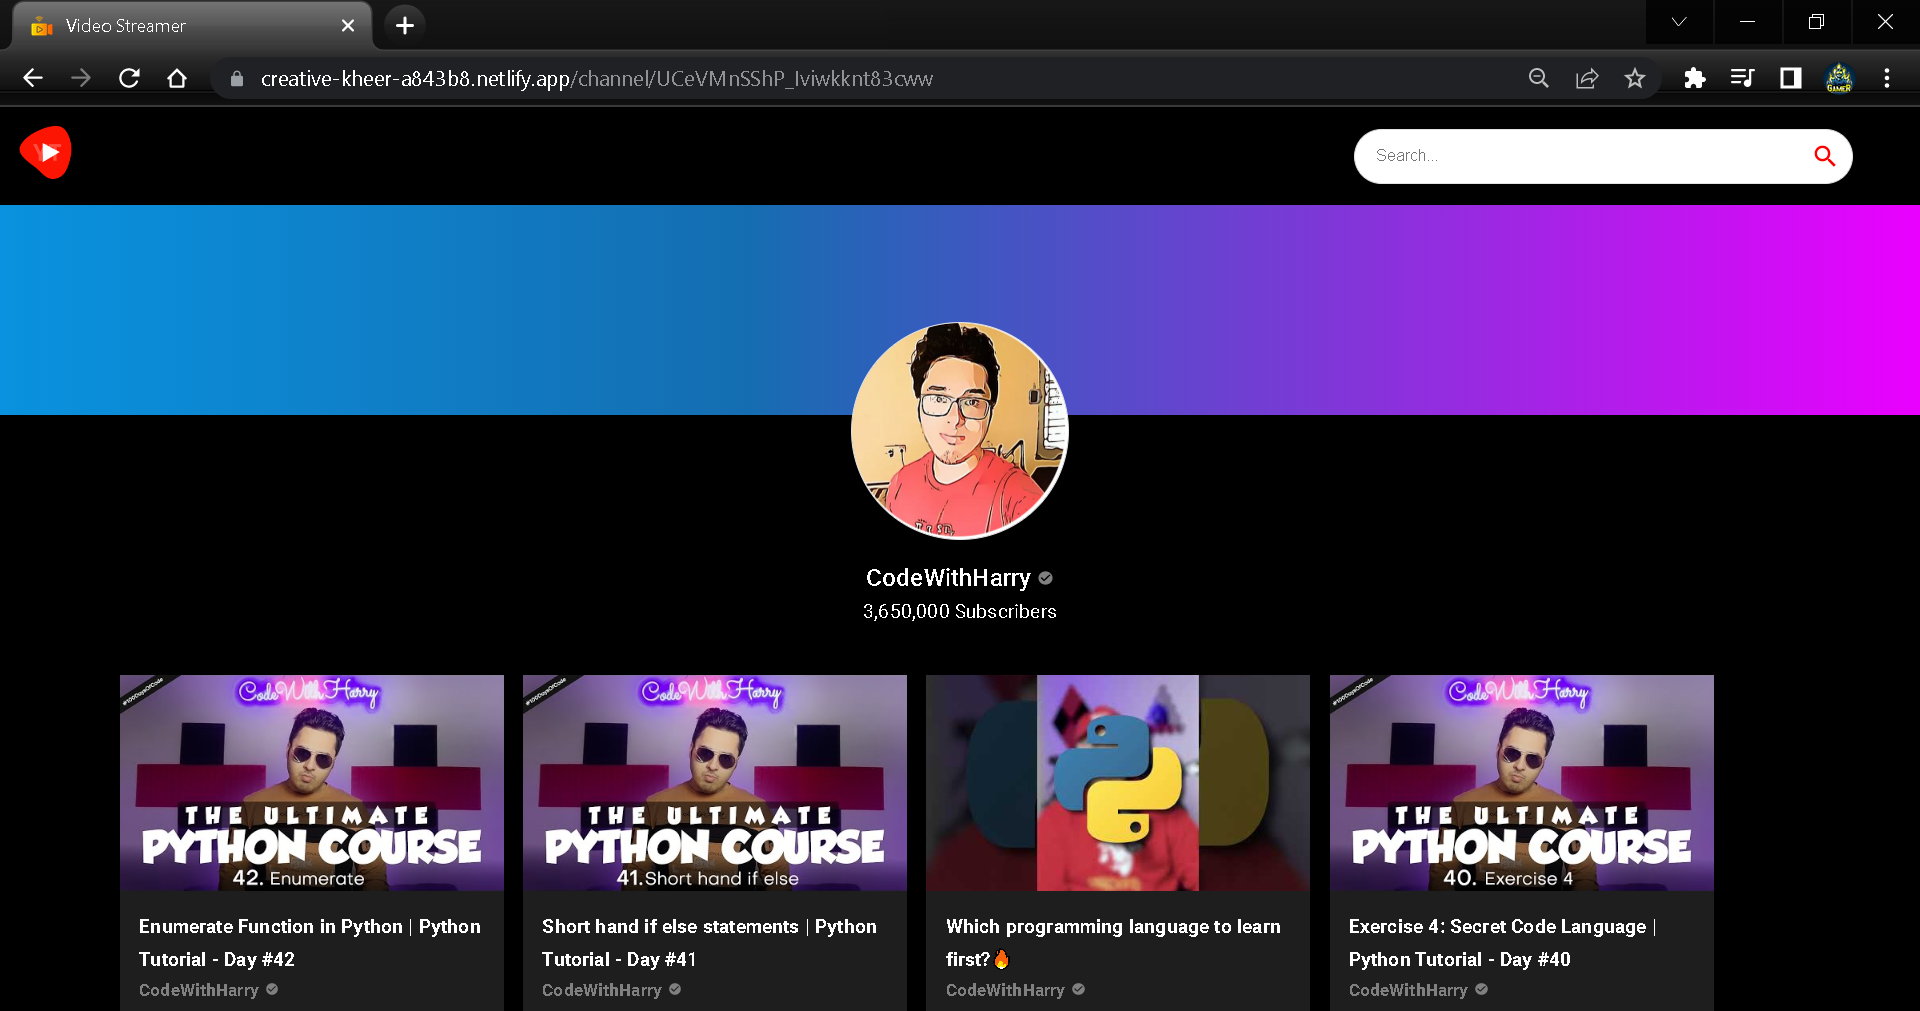 Video Streamer
creative-kheer-a843b8.netlify.app/channel/UCeVMnSShP_Iviwkknt83cww
Search...
CodeWithHarry
3,650,000 Subscribers
#100DaysOfCode
CodeWithHarry
THE ULTIMATE
PYTHON COURSE
42. Enumerate
#100DaysOfCode
CodeWithHarry
THE ULTIMATE
PYTHON COURSE
41.Short hand if else
#100DaysOfCode
CodeWithHarry
THE ULTIMATE
PYTHON COURSE
40. Exercise 4
Enumerate Function in Python | Python
Tutorial - Day #42
CodeWithHarry
Short hand if else statements | Python
Tutorial - Day #41
CodeWithHarry
Which programming language to learn
first?🔥
CodeWithHarry
Exercise 4: Secret Code Language |
Python Tutorial - Day #40
CodeWithHarry